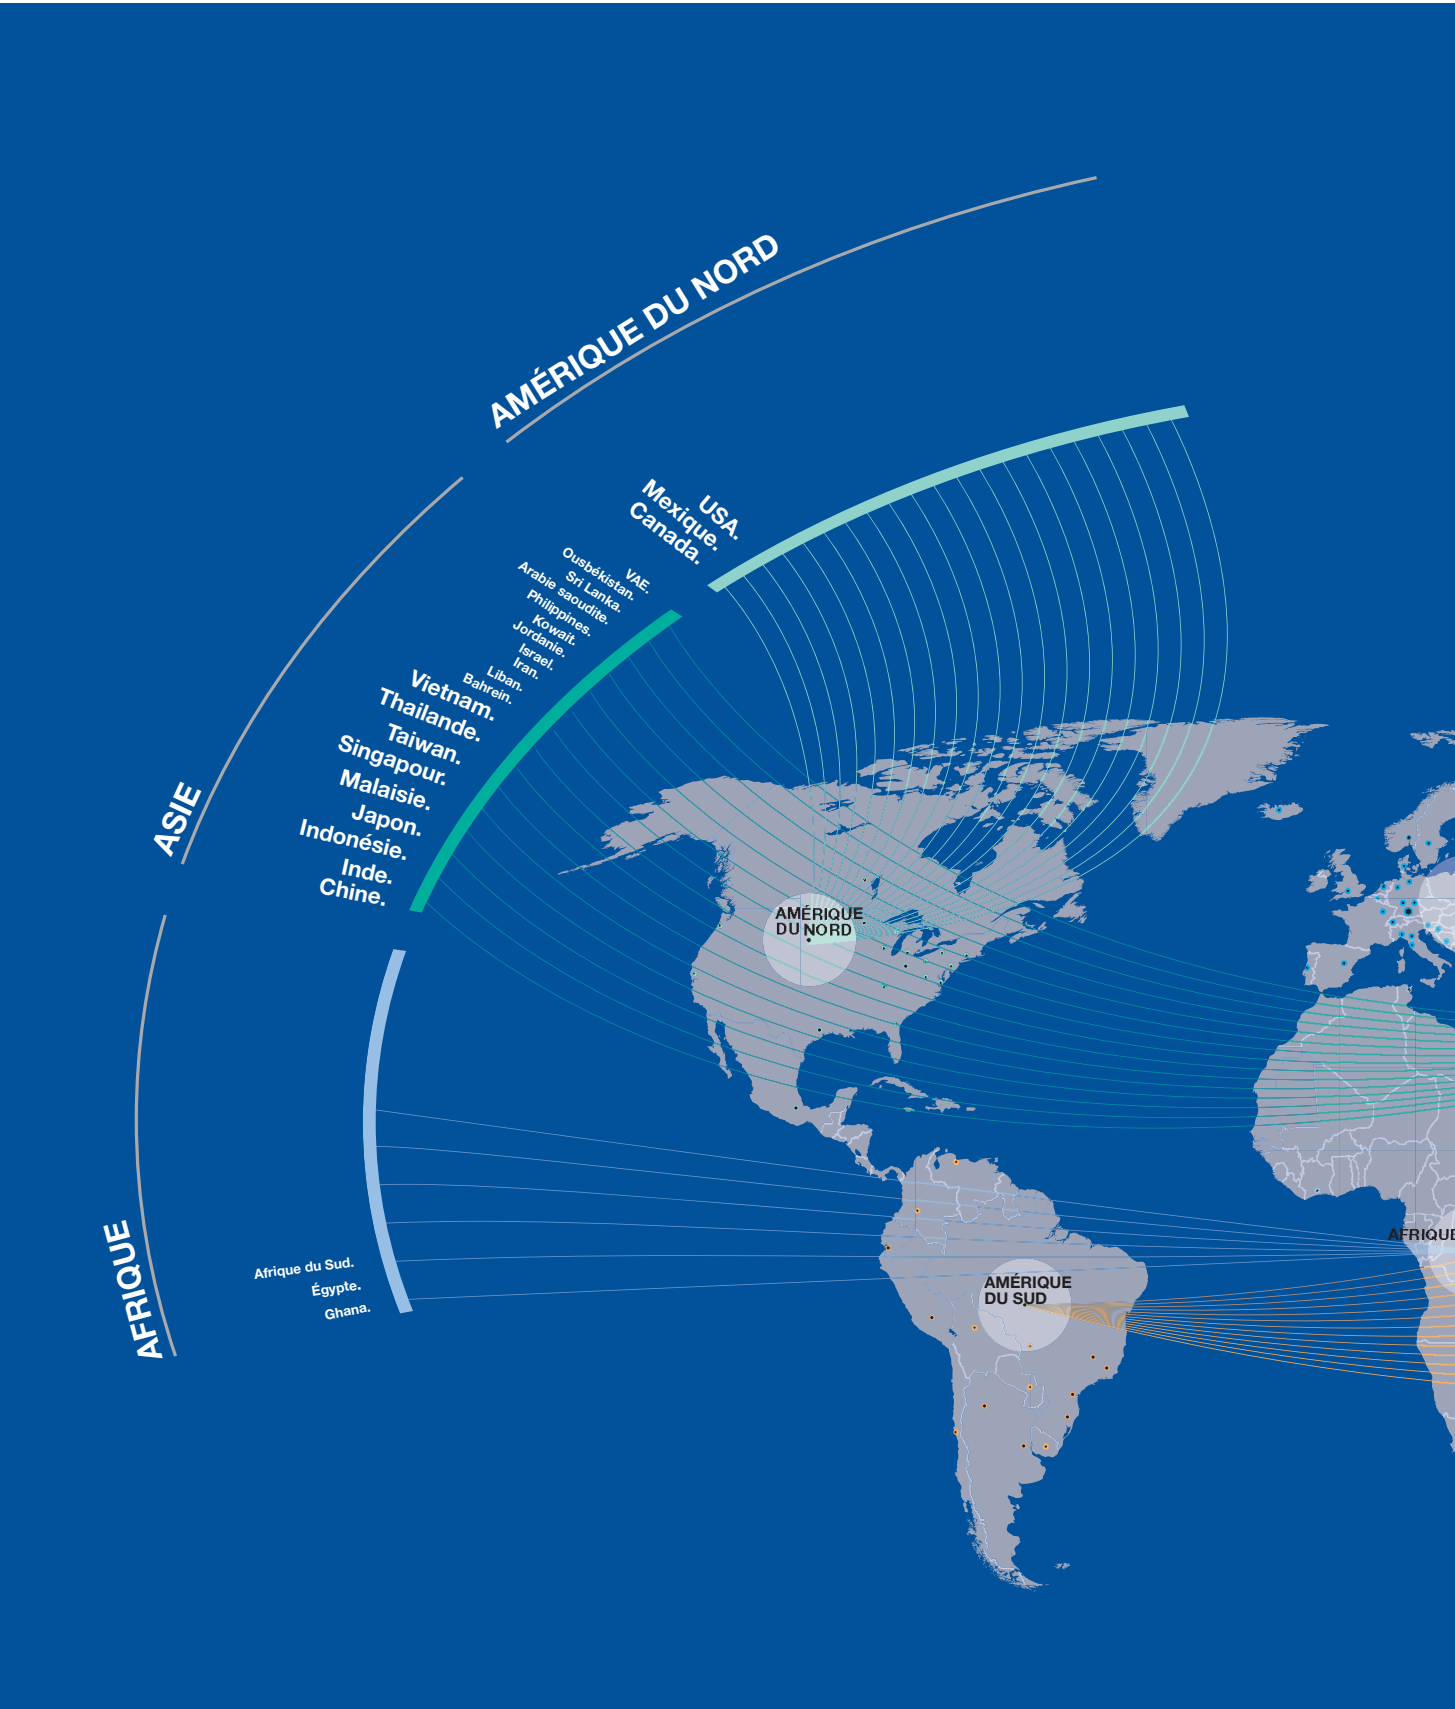 AMÉRIQUE DU NORD
USA.
Mexique.
Canada.
ASIE
VAE.
Ousbékistan.
Sri Lanka.
Arabie saoudite.
Philippines.
Kowait.
Jordanie.
Israel.
Iran.
Liban.
Bahrein.
Vietnam.
Thailande.
Taiwan.
Singapour.
Malaisie.
Japon.
Indonésie.
Inde.
Chine.
AFRIQUE
Afrique du Sud.
Égypte.
Ghana.
AMÉRIQUE
DU NORD
AMÉRIQUE
DU SUD
AFRIQUE